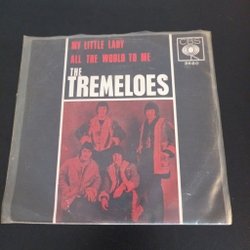 MY LITTLE LADY
ALL THE WORLD TO ME
THE
TREMELOES
CBS